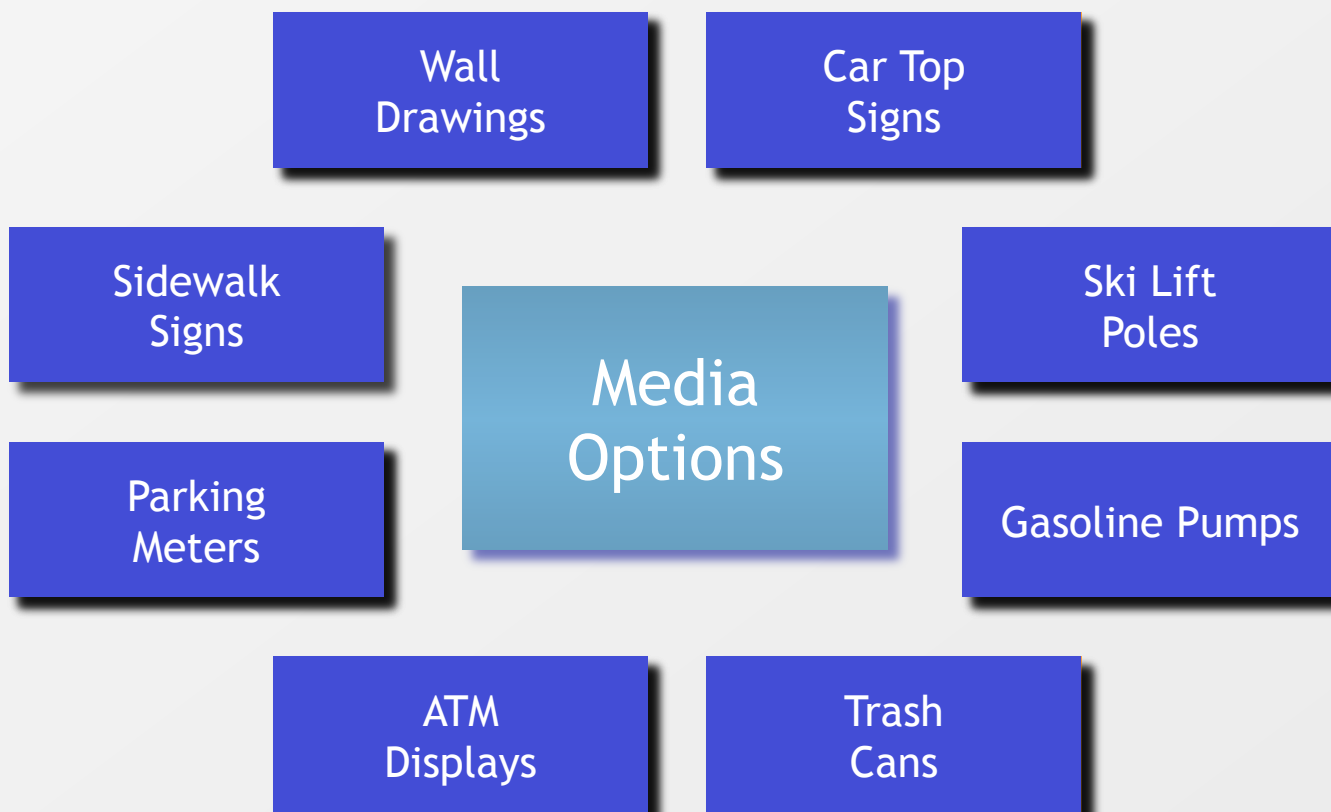 Wall
Drawings
Car Top
Signs
Sidewalk
Signs
Ski Lift
Poles
Media
Options
Parking
Meters
Gasoline Pumps
ATM
Displays
Trash
Cans